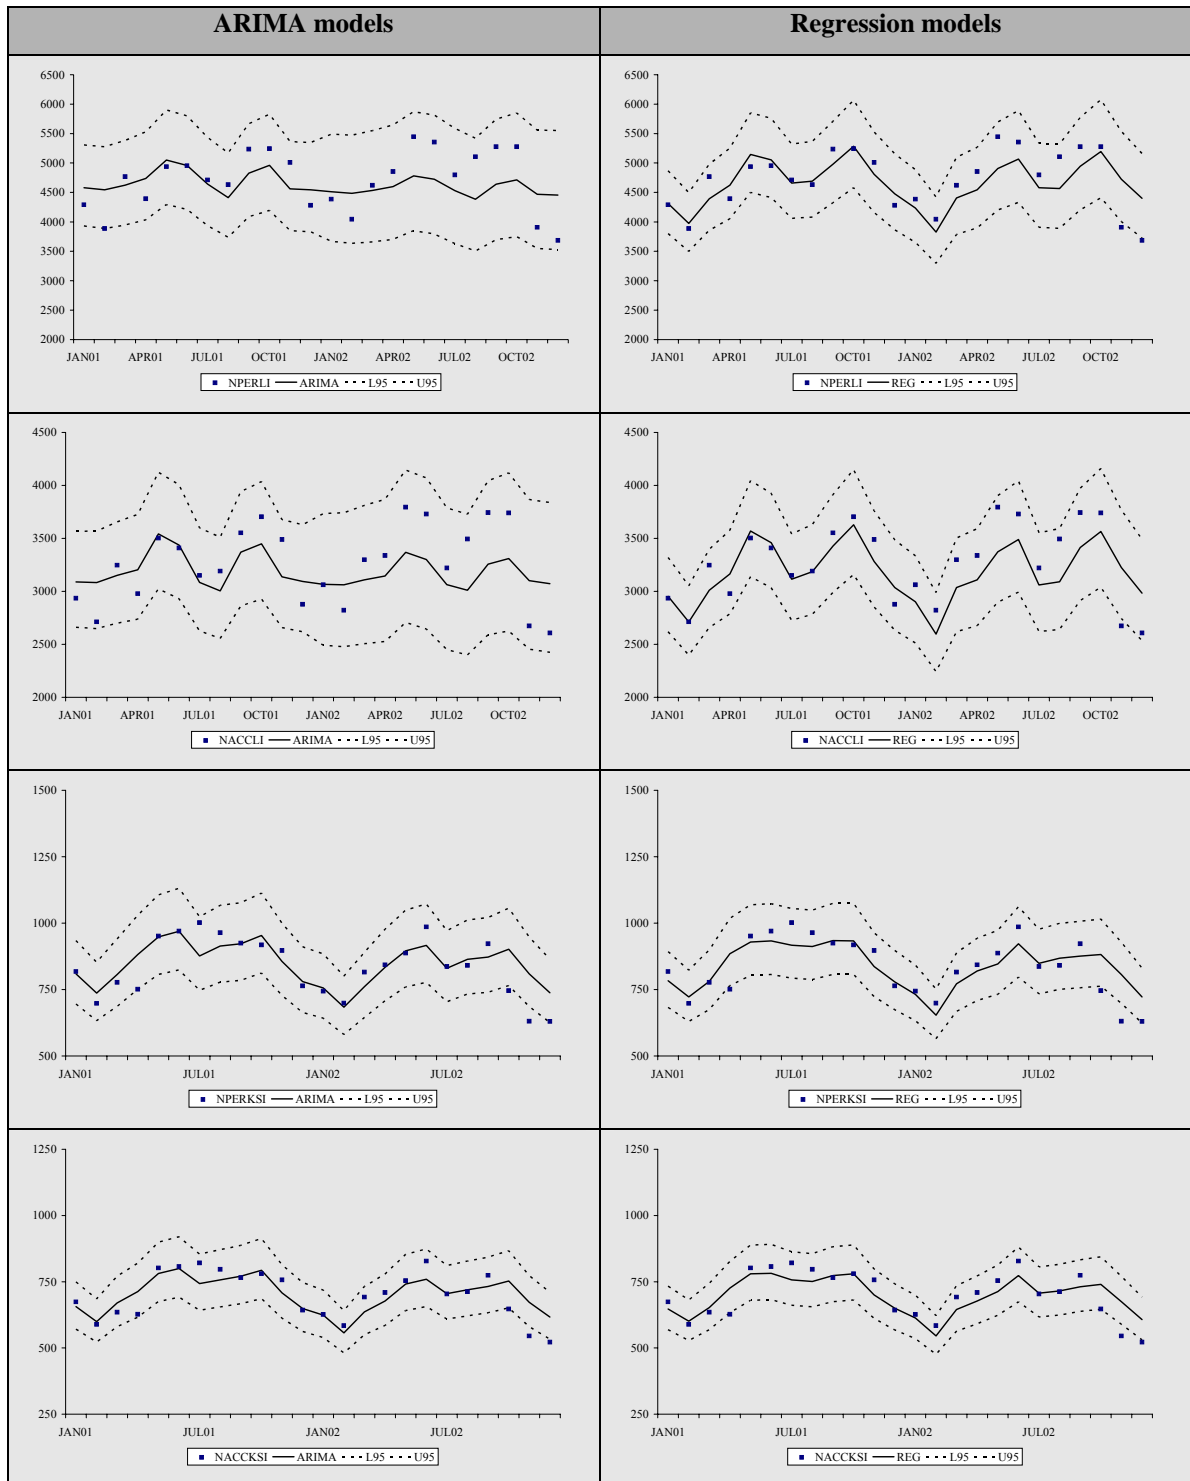 ARIMA models
Regression models
6500
6000
5500
5000
4500
4000
3500
3000
2500
2000
JAN01 APR01 JUL01 OCT01 JAN02 APR02 JUL02 OCT02
NPERLI ARIMA L95 U95
6500
6000
5500
5000
4500
4000
3500
3000
2500
2000
JAN01 APR01 JUL01 OCT01 JAN02 APR02 JUL02 OCT02
NPERLI REG L95 U95
4500
4000
3500
3000
2500
2000
JAN01 APR01 JUL01 OCT01 JAN02 APR02 JUL02 OCT02
NACCLI ARIMA L95 U95
4500
4000
3500
3000
2500
2000
JAN01 APR01 JUL01 OCT01 JAN02 APR02 JUL02 OCT02
NACCLI REG L95 U95
1500
1250
1000
750
500
JAN01 JUL01 JAN02 JUL02
NPERKSI ARIMA L95 U95
1500
1250
1000
750
500
JAN01 JUL01 JAN02 JUL02
NPERKSI REG L95 U95
1250
1000
750
500
250
JAN01 JUL01 JAN02 JUL02
NACCKSI ARIMA L95 U95
1250
1000
750
500
250
JAN01 JUL01 JAN02 JUL02
NACCKSI REG L95 U95